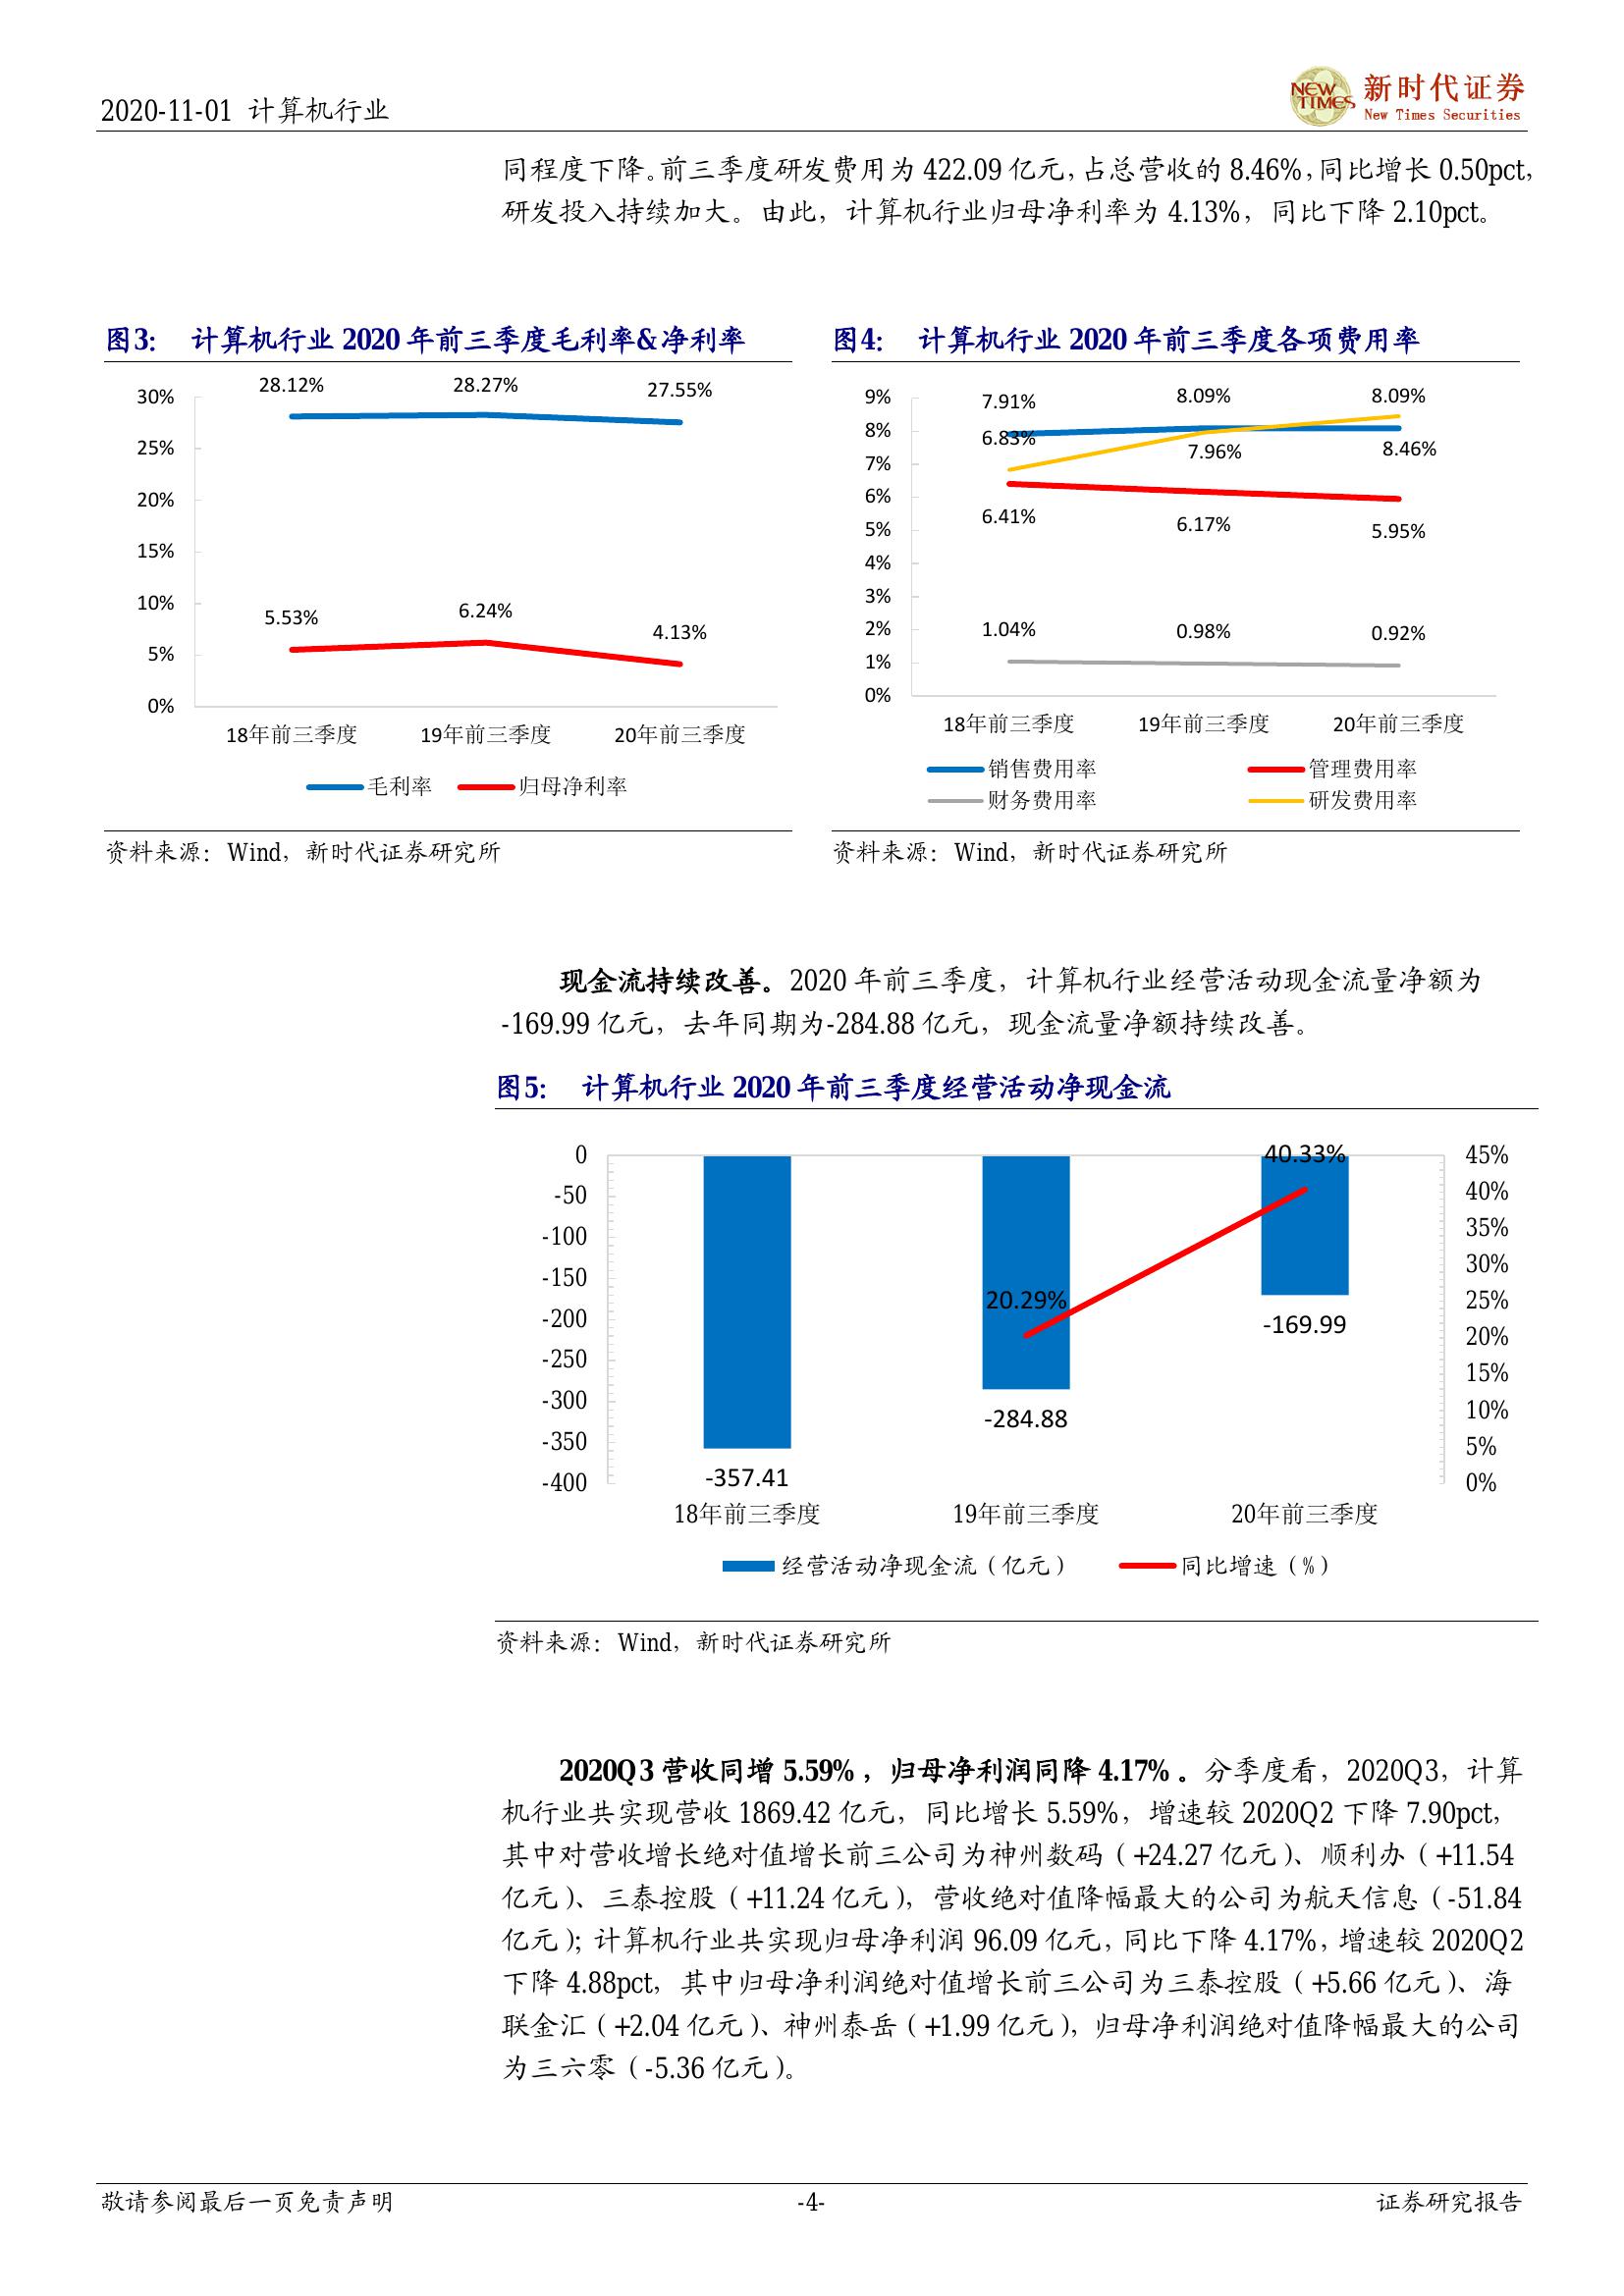 2020-11-01 计算机行业
NEW TIMES
新时代证券
New Times Securities
同程度下降。前三季度研发费用为 422.09 亿元，占总营收的 8.46%，同比增长 0.50pct，
研发投入持续加大。由此，计算机行业归母净利率为 4.13%，同比下降 2.10pct。
图3： 计算机行业 2020 年前三季度毛利率&净利率
30%
25%
20%
15%
10%
5%
0%
28.12% 28.27% 27.55%
5.53% 6.24% 4.13%
18年前三季度 19年前三季度 20年前三季度
毛利率 归母净利率
资料来源：Wind，新时代证券研究所
图4： 计算机行业 2020 年前三季度各项费用率
9%
8%
7%
6%
5%
4%
3%
2%
1%
0%
7.91% 8.09% 8.09%
6.83% 7.96% 8.46%
6.41% 6.17% 5.95%
1.04% 0.98% 0.92%
18年前三季度 19年前三季度 20年前三季度
销售费用率 管理费用率
财务费用率 研发费用率
资料来源：Wind，新时代证券研究所
现金流持续改善。2020 年前三季度，计算机行业经营活动现金流量净额为
-169.99 亿元，去年同期为-284.88 亿元，现金流量净额持续改善。
图5： 计算机行业 2020 年前三季度经营活动净现金流
0
-50
-100
-150
-200
-250
-300
-350
-400
40.33%
20.29%
-169.99
-284.88
-357.41
45%
40%
35%
30%
25%
20%
15%
10%
5%
0%
18年前三季度 19年前三季度 20年前三季度
经营活动净现金流（亿元） 同比增速（%）
资料来源：Wind，新时代证券研究所
2020Q3 营收同增 5.59%，归母净利润同降 4.17%。分季度看，2020Q3，计算
机行业共实现营收 1869.42 亿元，同比增长 5.59%，增速较 2020Q2 下降 7.90pct，
其中对营收增长绝对值增长前三公司为神州数码（+24.27 亿元）、顺利办（+11.54
亿元）、三泰控股（+11.24 亿元），营收绝对值降幅最大的公司为航天信息（-51.84
亿元）；计算机行业共实现归母净利润 96.09 亿元，同比下降 4.17%，增速较 2020Q2
下降 4.88pct，其中归母净利润绝对值增长前三公司为三泰控股（+5.66 亿元）、海
联金汇（+2.04 亿元）、神州泰岳（+1.99 亿元），归母净利润绝对值降幅最大的公司
为三六零（-5.36 亿元）。
敬请参阅最后一页免责声明 -4- 证券研究报告